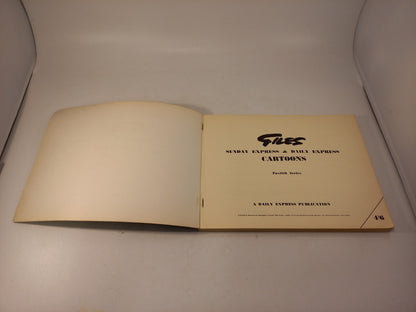 GILES
SUNDAY EXPRESS & DAILY EXPRESS
CARTOONS
Twelfth Series
A DAILY EXPRESS PUBLICATION
4/6